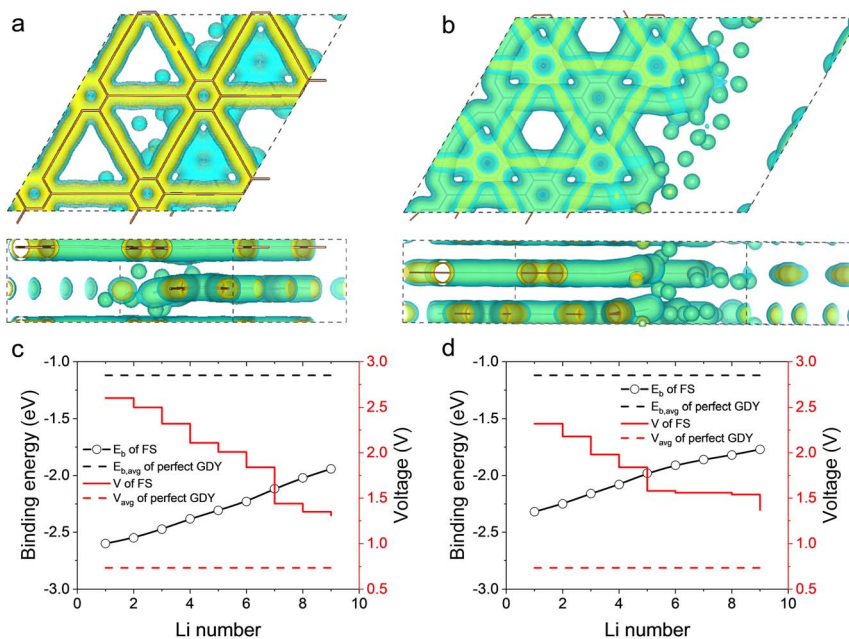 a
b
c
d
-1.0
-1.5
-2.0
-2.5
-3.0
Binding energy (eV)
3.0
2.5
2.0
1.5
1.0
0.5
Voltage (V)
E_b of FS
E_b,avg of perfect GDY
V of FS
V_avg of perfect GDY
0
2
4
6
8
10
Li number
-1.0
-1.5
-2.0
-2.5
-3.0
Binding energy (eV)
3.0
2.5
2.0
1.5
1.0
0.5
Voltage (V)
E_b of FS
E_b,avg of perfect GDY
V of FS
V_avg of perfect GDY
0
2
4
6
8
10
Li number